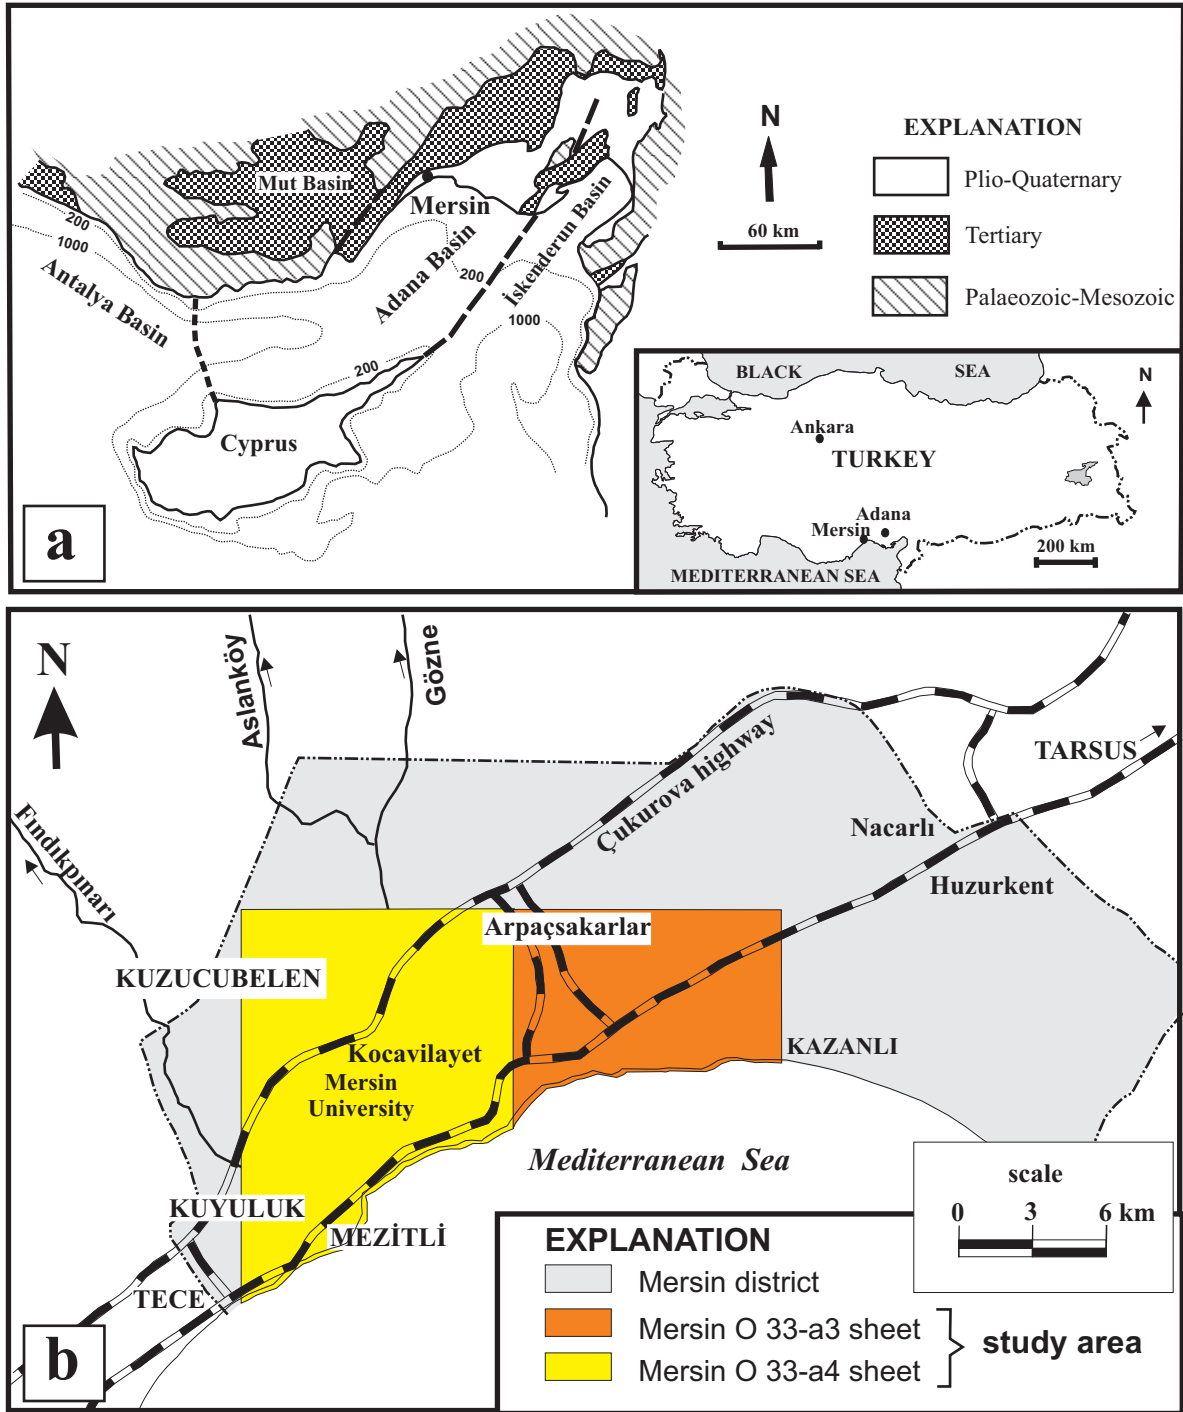 N
60 km
EXPLANATION
Plio-Quaternary
Tertiary
Palaeozoic-Mesozoic
Mut Basin
Mersin
200
1000
Antalya Basin
Adana Basin
İskenderun Basin
200
1000
200
Cyprus
a
BLACK SEA
N
Ankara
TURKEY
Adana
Mersin
200 km
MEDITERRANEAN SEA
N
Aslanköy
Gözne
Fındıkpınarı
Çukurova highway
TARSUS
Nacarlı
Huzurkent
Arpaçsakarlar
KUZUCUBELEN
Kocavilayet
Mersin
University
KAZANLI
Mediterranean Sea
KUYULUK
MEZİTLİ
TECE
scale
0 3 6 km
EXPLANATION
Mersin district
Mersin O 33-a3 sheet
Mersin O 33-a4 sheet
study area
b